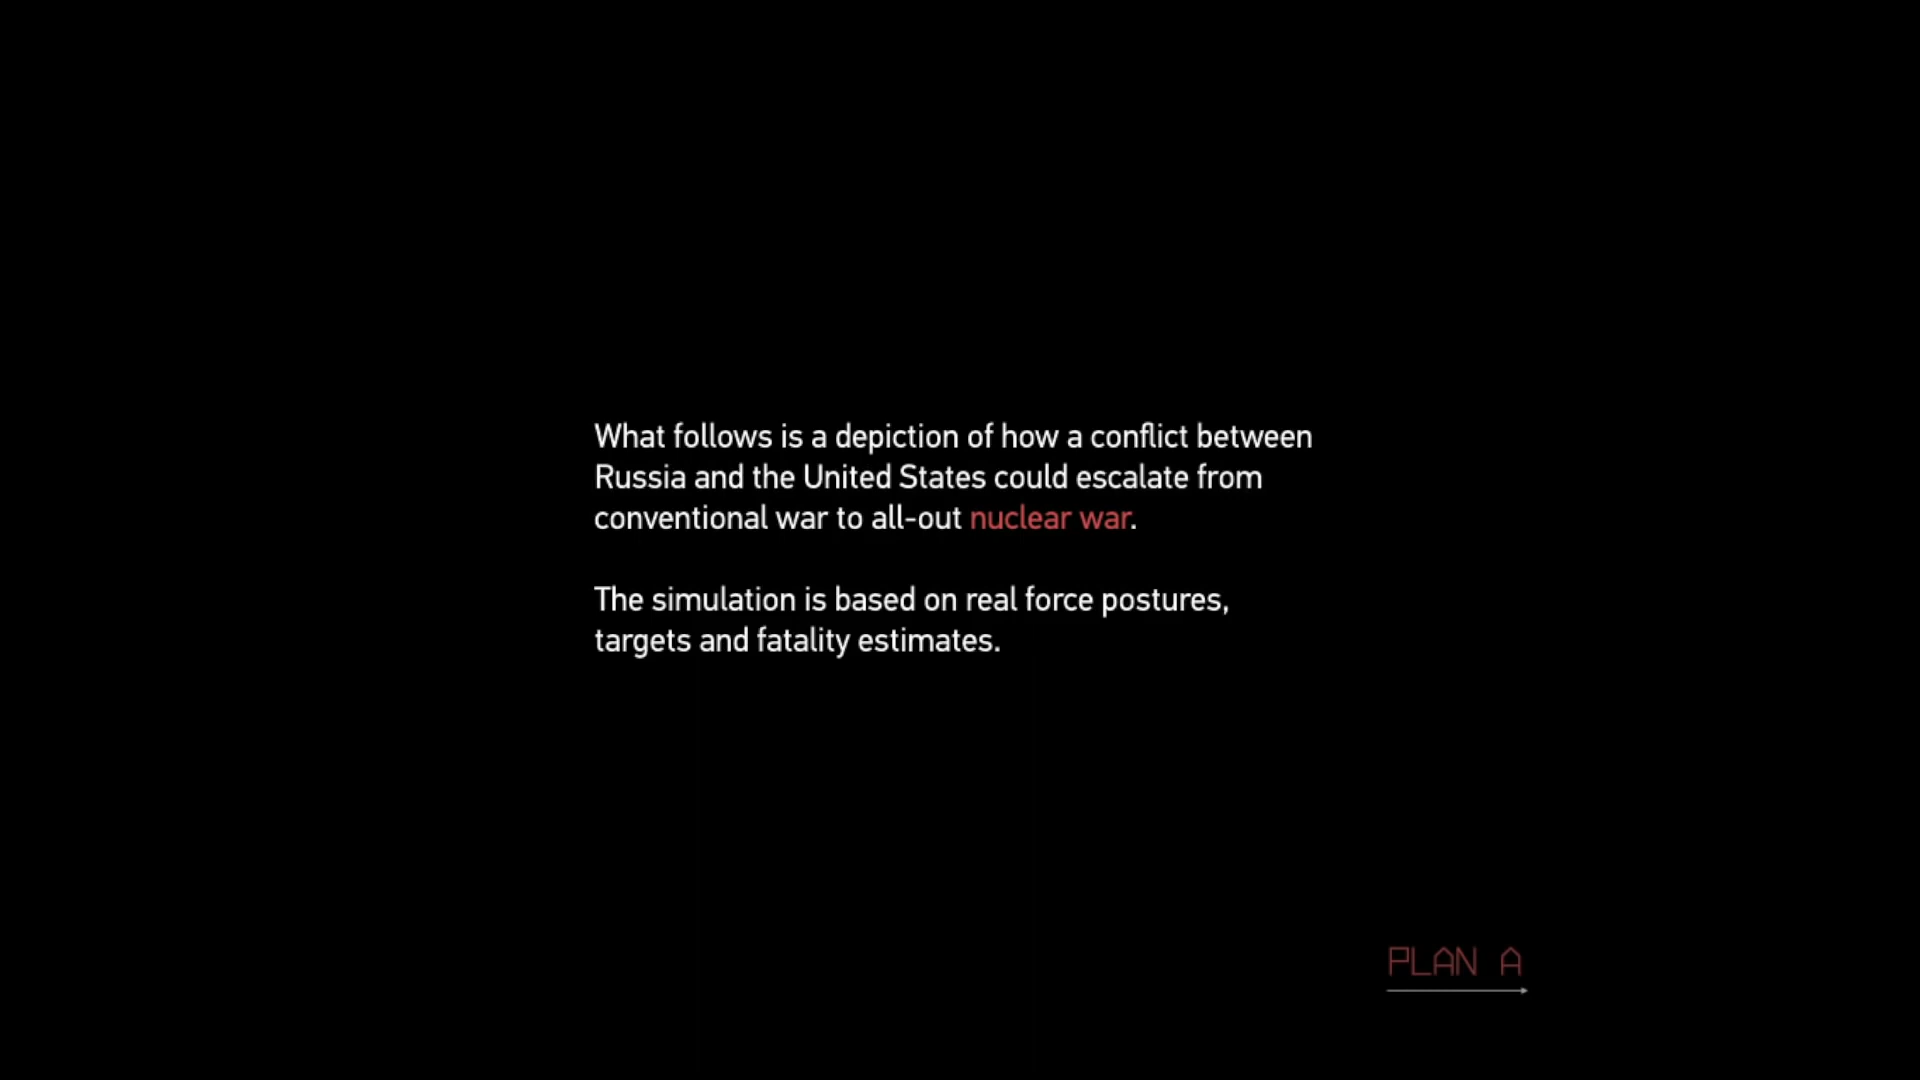 What follows is a depiction of how a conflict between
Russia and the United States could escalate from
conventional war to all-out nuclear war.
The simulation is based on real force postures,
targets and fatality estimates.
PLAN A